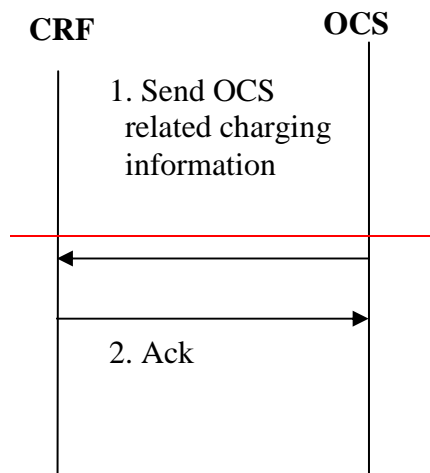 CRF
OCS
1. Send OCS
related charging
information
2. Ack